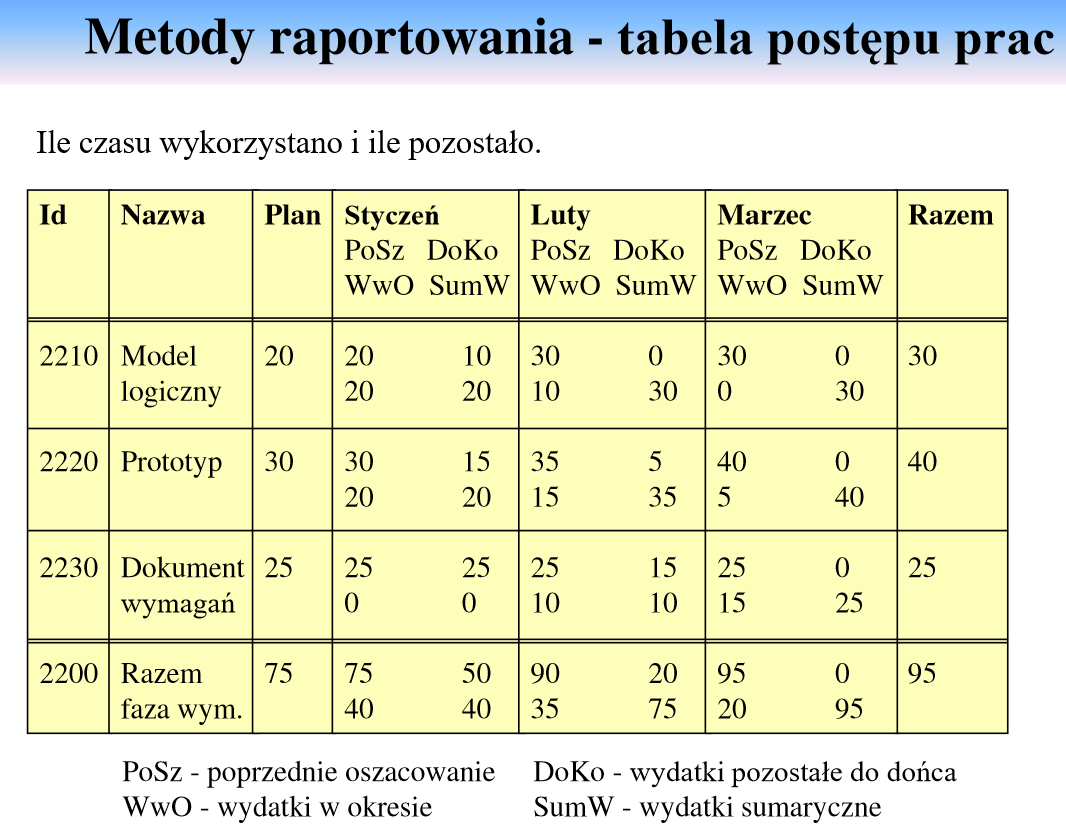 Metody raportowania - tabela postępu prac
Ile czasu wykorzystano i ile pozostało.
Id Nazwa Plan Styczeń Luty Marzec Razem
PoSz DoKo PoSz DoKo PoSz DoKo
WwO SumW WwO SumW WwO SumW
2210 Model 20 20 10 30 0 30 0 30
logiczny 20 20 10 30 0 30
2220 Prototyp 30 30 15 35 5 40 0 40
20 20 15 35 5 40
2230 Dokument 25 25 25 25 15 25 0 25
wymagań 0 0 10 10 15 25
2200 Razem 75 75 50 90 20 95 0 95
faza wym. 40 40 35 75 20 95
PoSz - poprzednie oszacowanie DoKo - wydatki pozostałe do dońca
WwO - wydatki w okresie SumW - wydatki sumaryczne